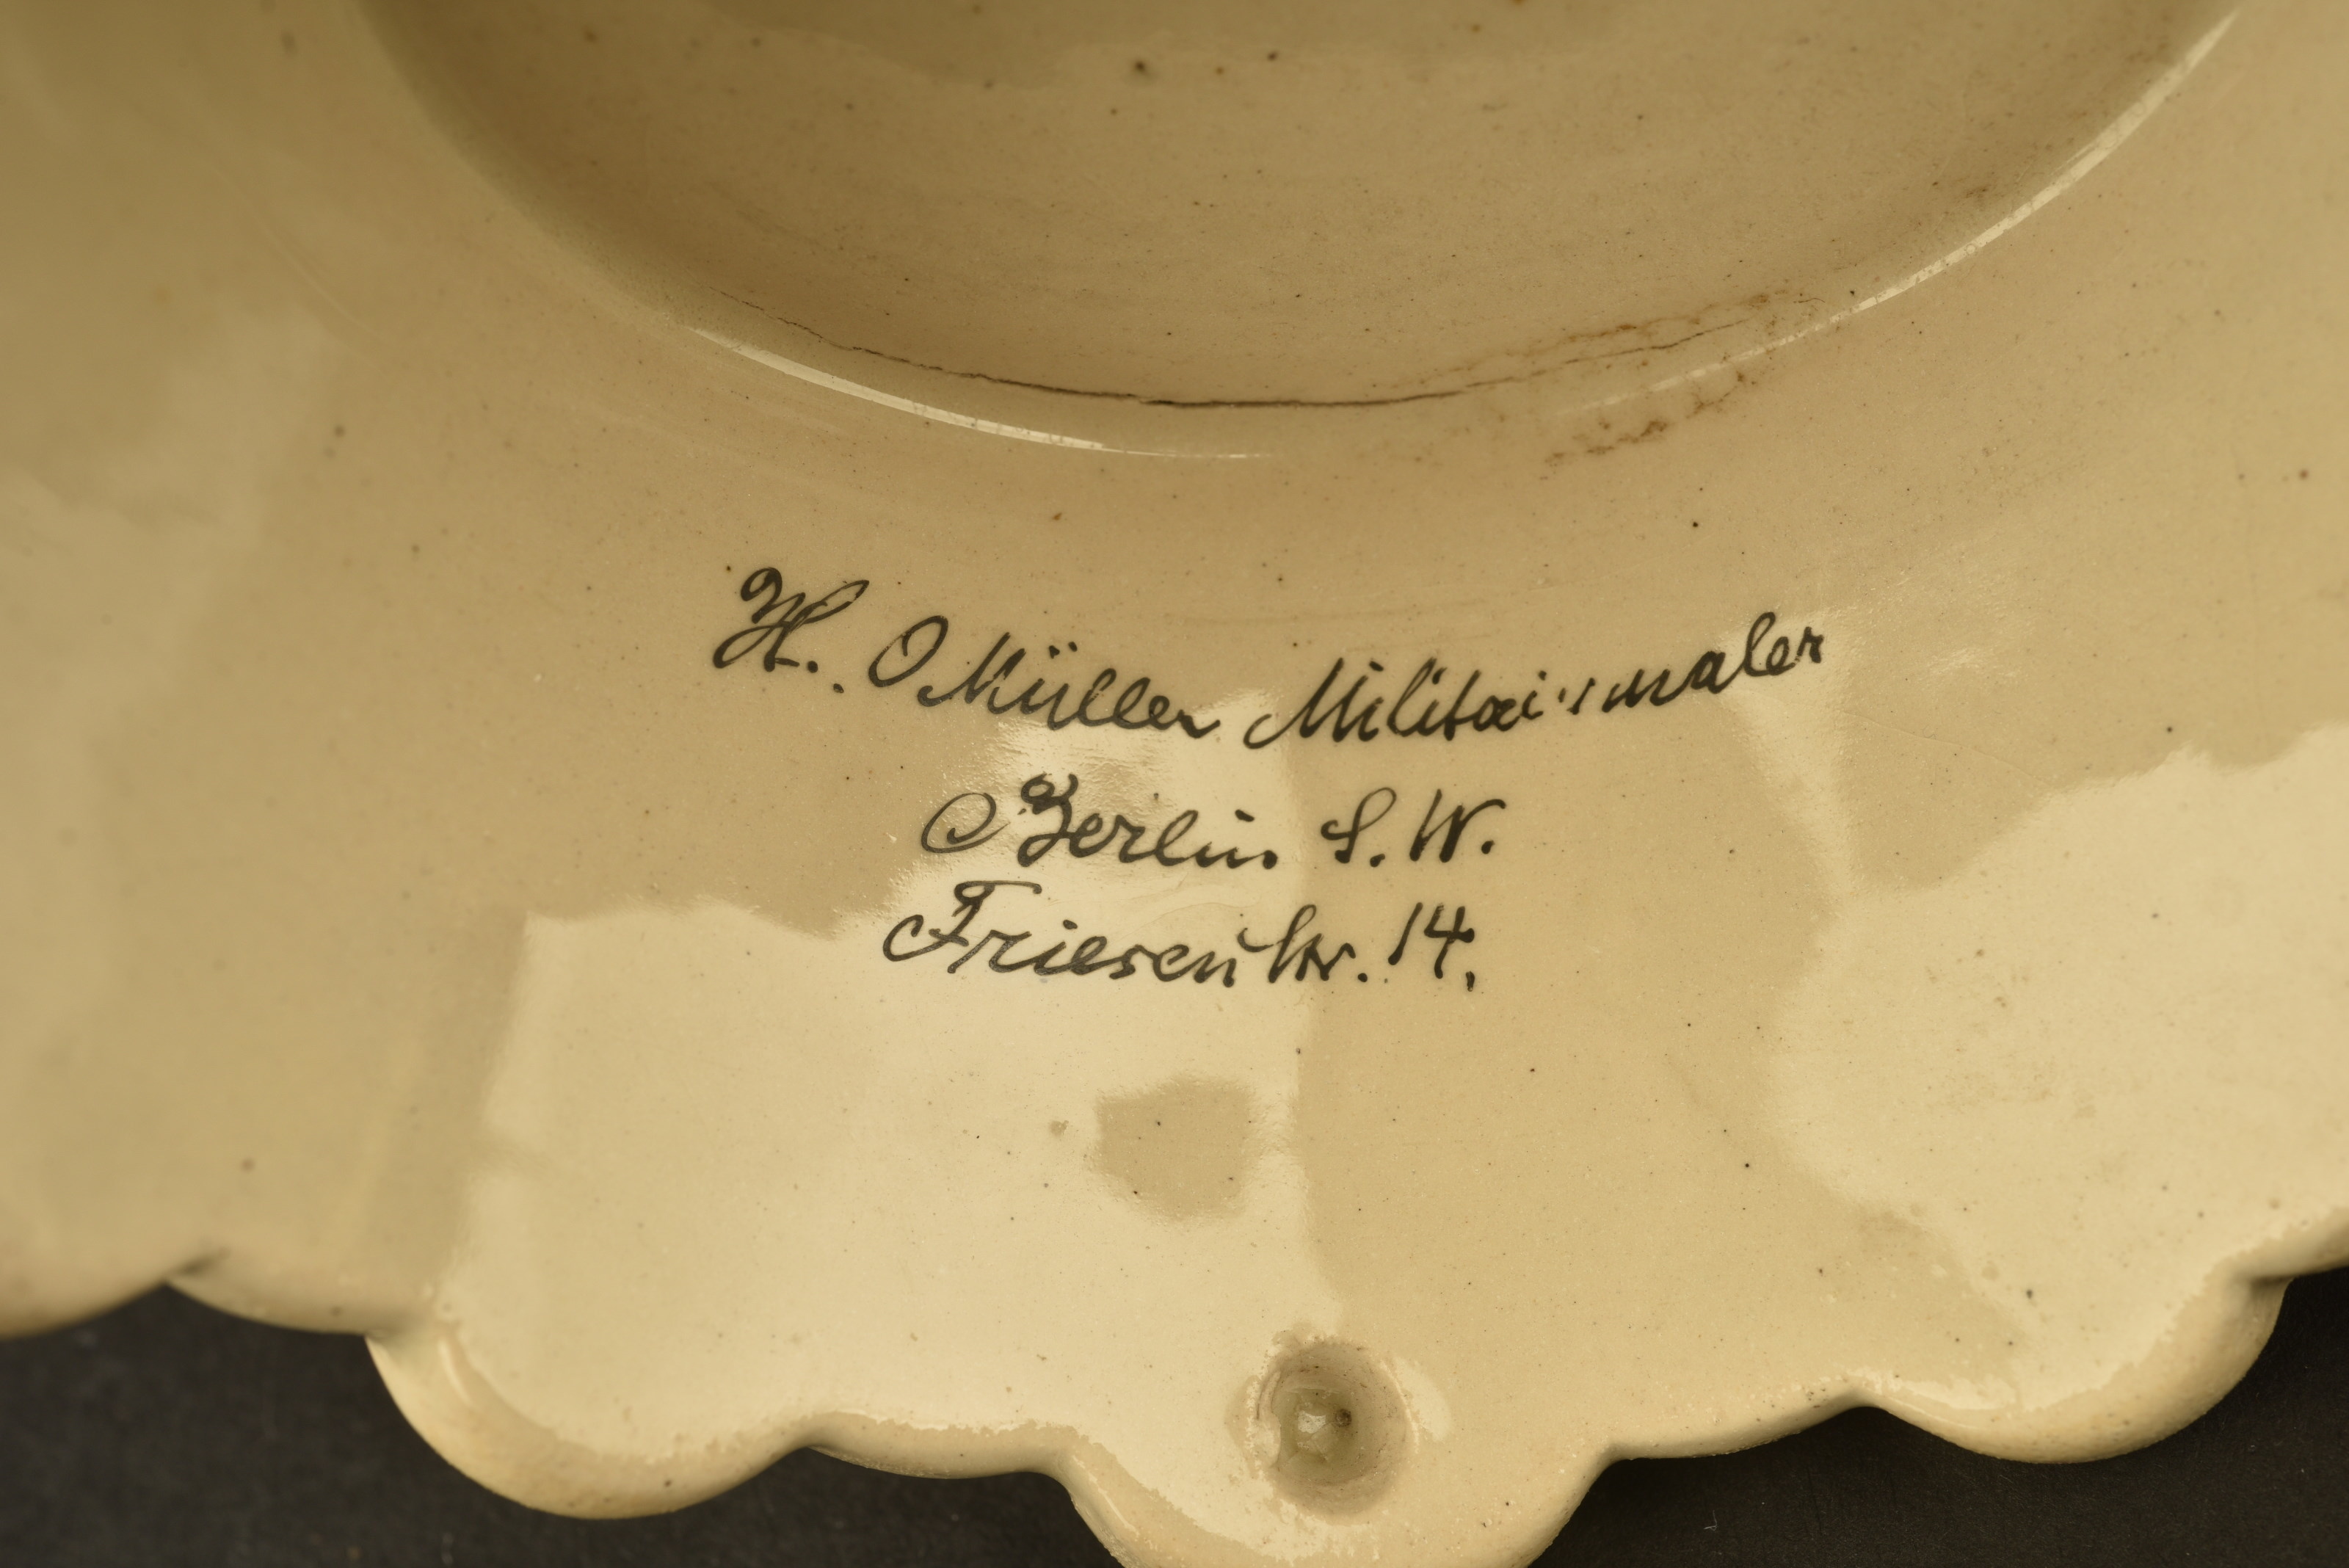 H. O Müller Militairmaler
Berlin S. W.
Friesenstr. 14.